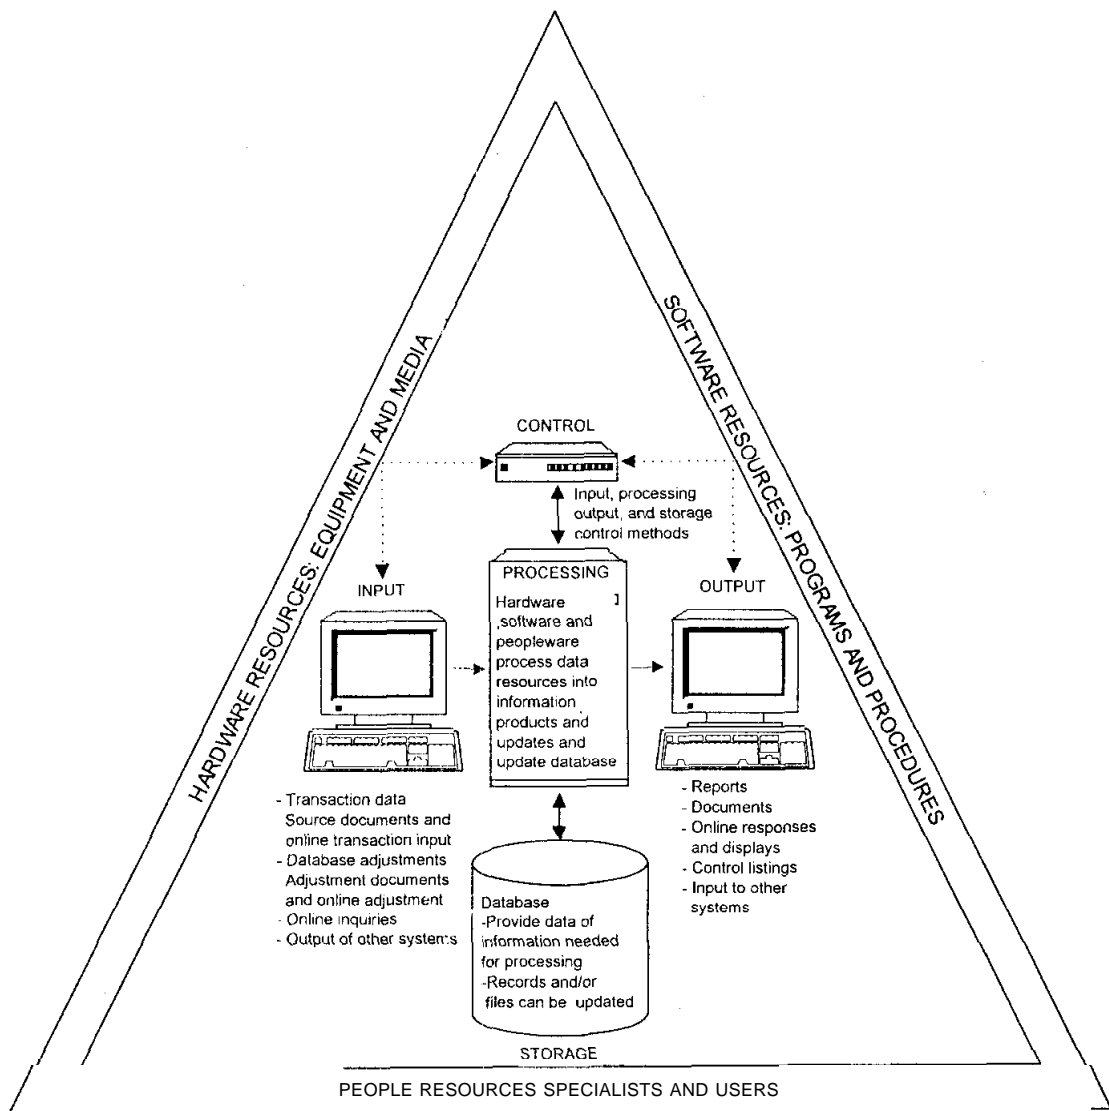 HARDWARE RESOURCES: EQUIPMENT AND MEDIA
SOFTWARE RESOURCES: PROGRAMS AND PROCEDURES
CONTROL
Input, processing
output, and storage
control methods
INPUT
- Transaction data
Source documents and
online transaction input
- Database adjustments
Adjustment documents
and online adjustment
- Online inquiries
- Output of other systems
PROCESSING
Hardware ]
,software and
peopleware
process data
resources into
information
products and
updates and
update database
OUTPUT
- Reports
- Documents
- Online responses
and displays
- Control listings
- Input to other
systems
Database
-Provide data of
information needed
for processing
-Records and/or
files can be updated
STORAGE
PEOPLE RESOURCES SPECIALISTS AND USERS